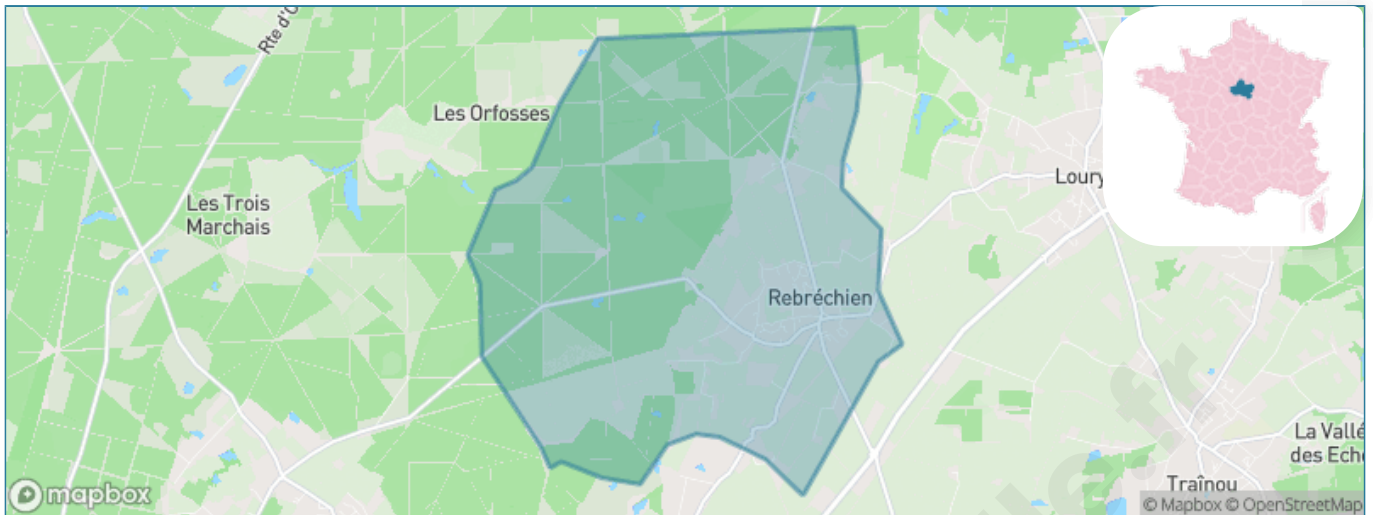 Rte d'O
Les Orfosses
Les Trois
Marchais
Loury
Rebréchien
La Vallé
des Eche
Traînou
mapbox
© Mapbox © OpenStreetMap